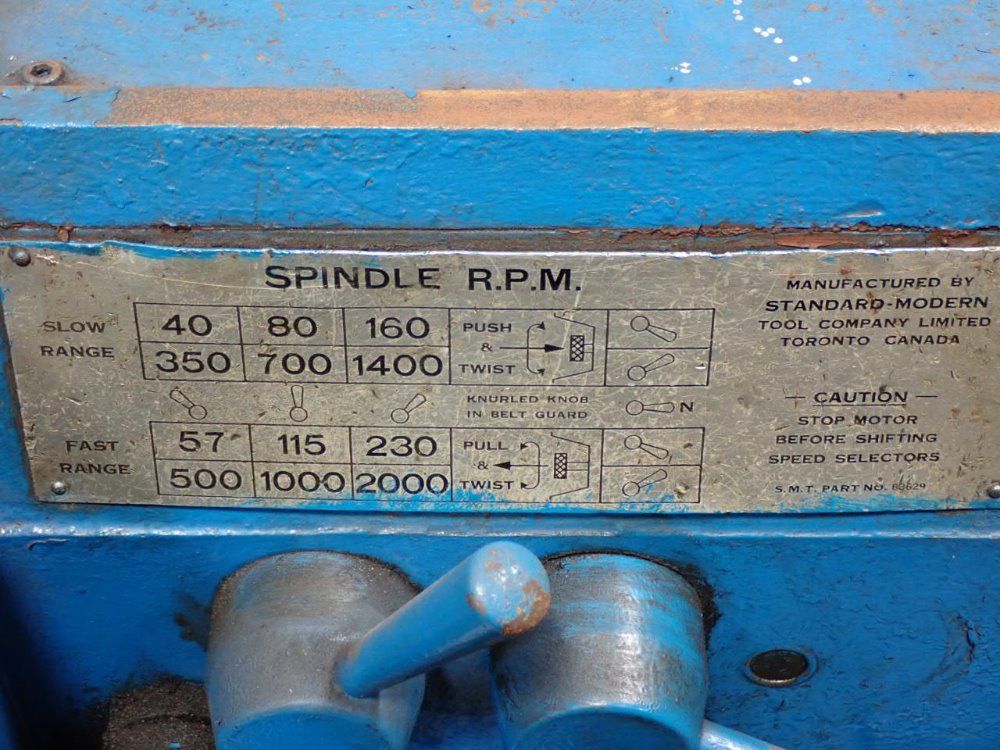 SPINDLE R.P.M.
SLOW RANGE
40 80 160
350 700 1400
PUSH
&
TWIST
KNURLED KNOB
IN BELT GUARD
N
FAST RANGE
57 115 230
500 1000 2000
PULL
&
TWIST
MANUFACTURED BY
STANDARD-MODERN
TOOL COMPANY LIMITED
TORONTO CANADA
— CAUTION —
STOP MOTOR
BEFORE SHIFTING
SPEED SELECTORS
S.M.T. PART NO.